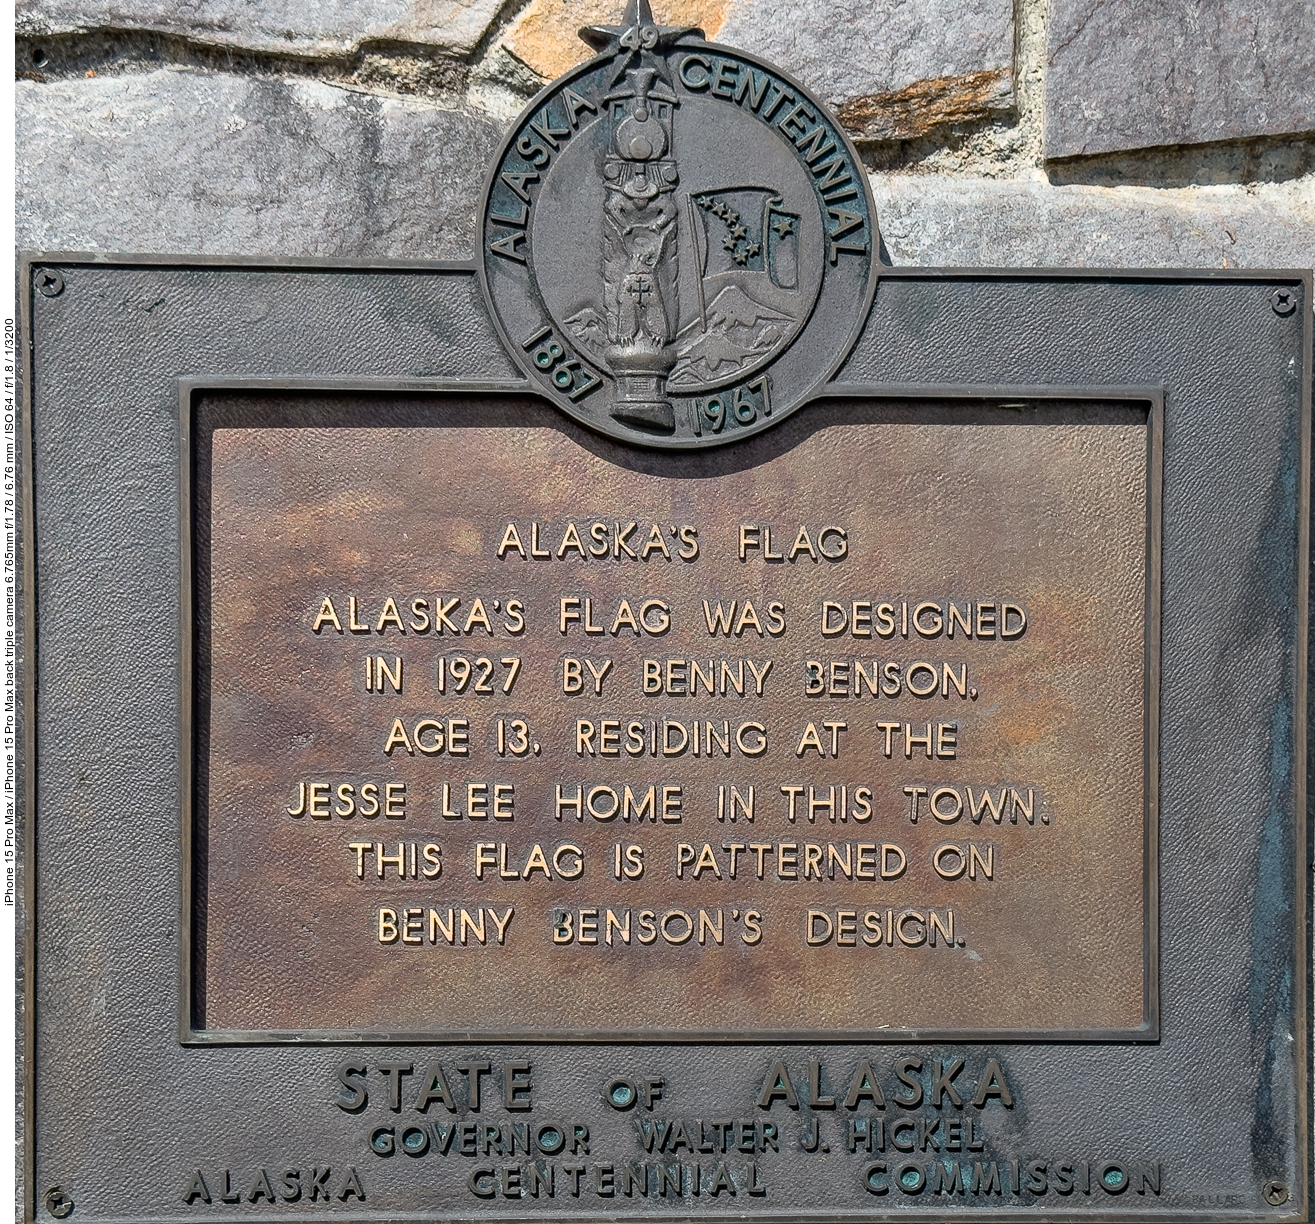 iPhone 15 Pro Max / iPhone 15 Pro Max back triple camera 6.765mm f/1.78 / 6.76 mm / ISO 64 / f/1.8 / 1/3200
49
ALASKA CENTENNIAL
1867 1967
ALASKA'S FLAG
ALASKA'S FLAG WAS DESIGNED
IN 1927 BY BENNY BENSON,
AGE 13, RESIDING AT THE
JESSE LEE HOME IN THIS TOWN.
THIS FLAG IS PATTERNED ON
BENNY BENSON'S DESIGN.
STATE OF ALASKA
GOVERNOR WALTER J. HICKEL
ALASKA CENTENNIAL COMMISSION